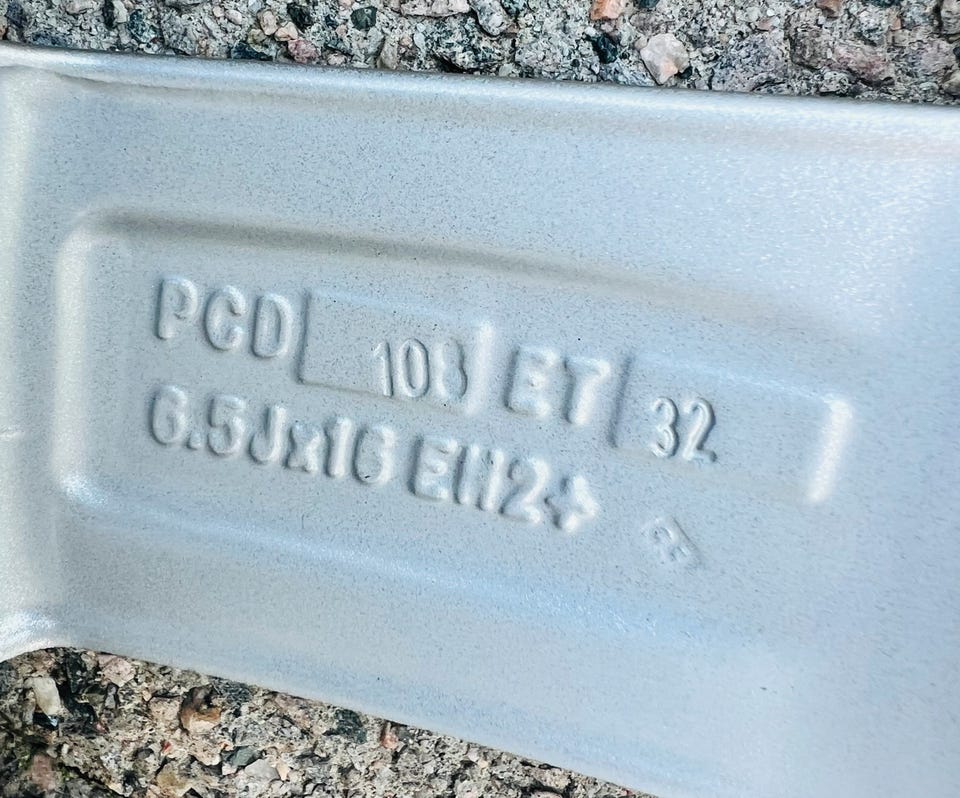 PCD 108 ET 32
6.5Jx16 EH2+